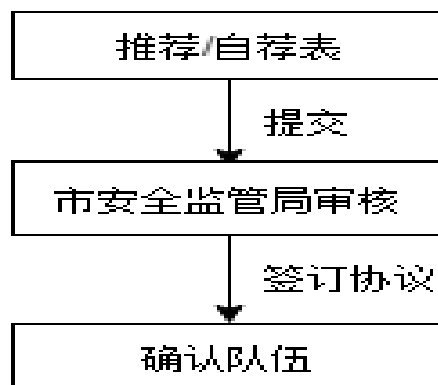 推荐/自荐表
提交
市安全监管局审核
签订协议
确认队伍